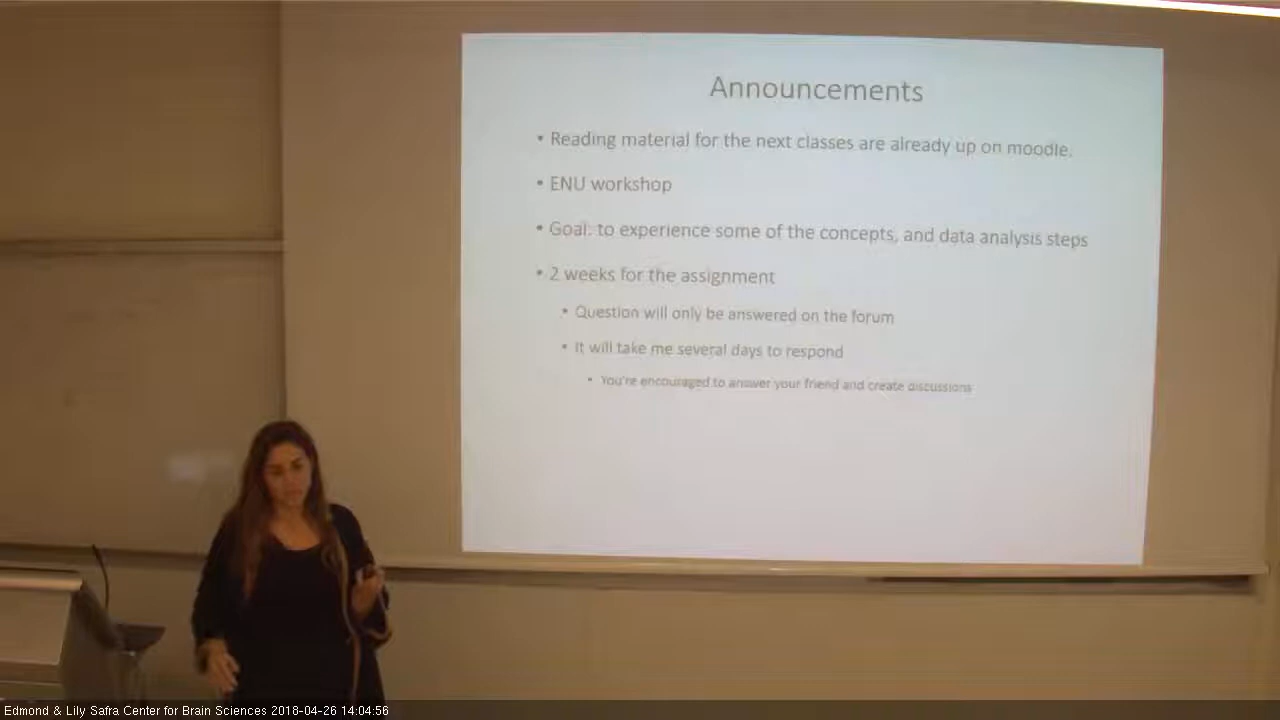 Announcements
• Reading material for the next classes are already up on moodle.
• ENU workshop
• Goal: to experience some of the concepts, and data analysis steps
• 2 weeks for the assignment
• Question will only be answered on the forum
• It will take me several days to respond
• You're encouraged to answer your friend and create discussions
Edmond & Lily Safra Center for Brain Sciences 2018-04-26 14:04:56